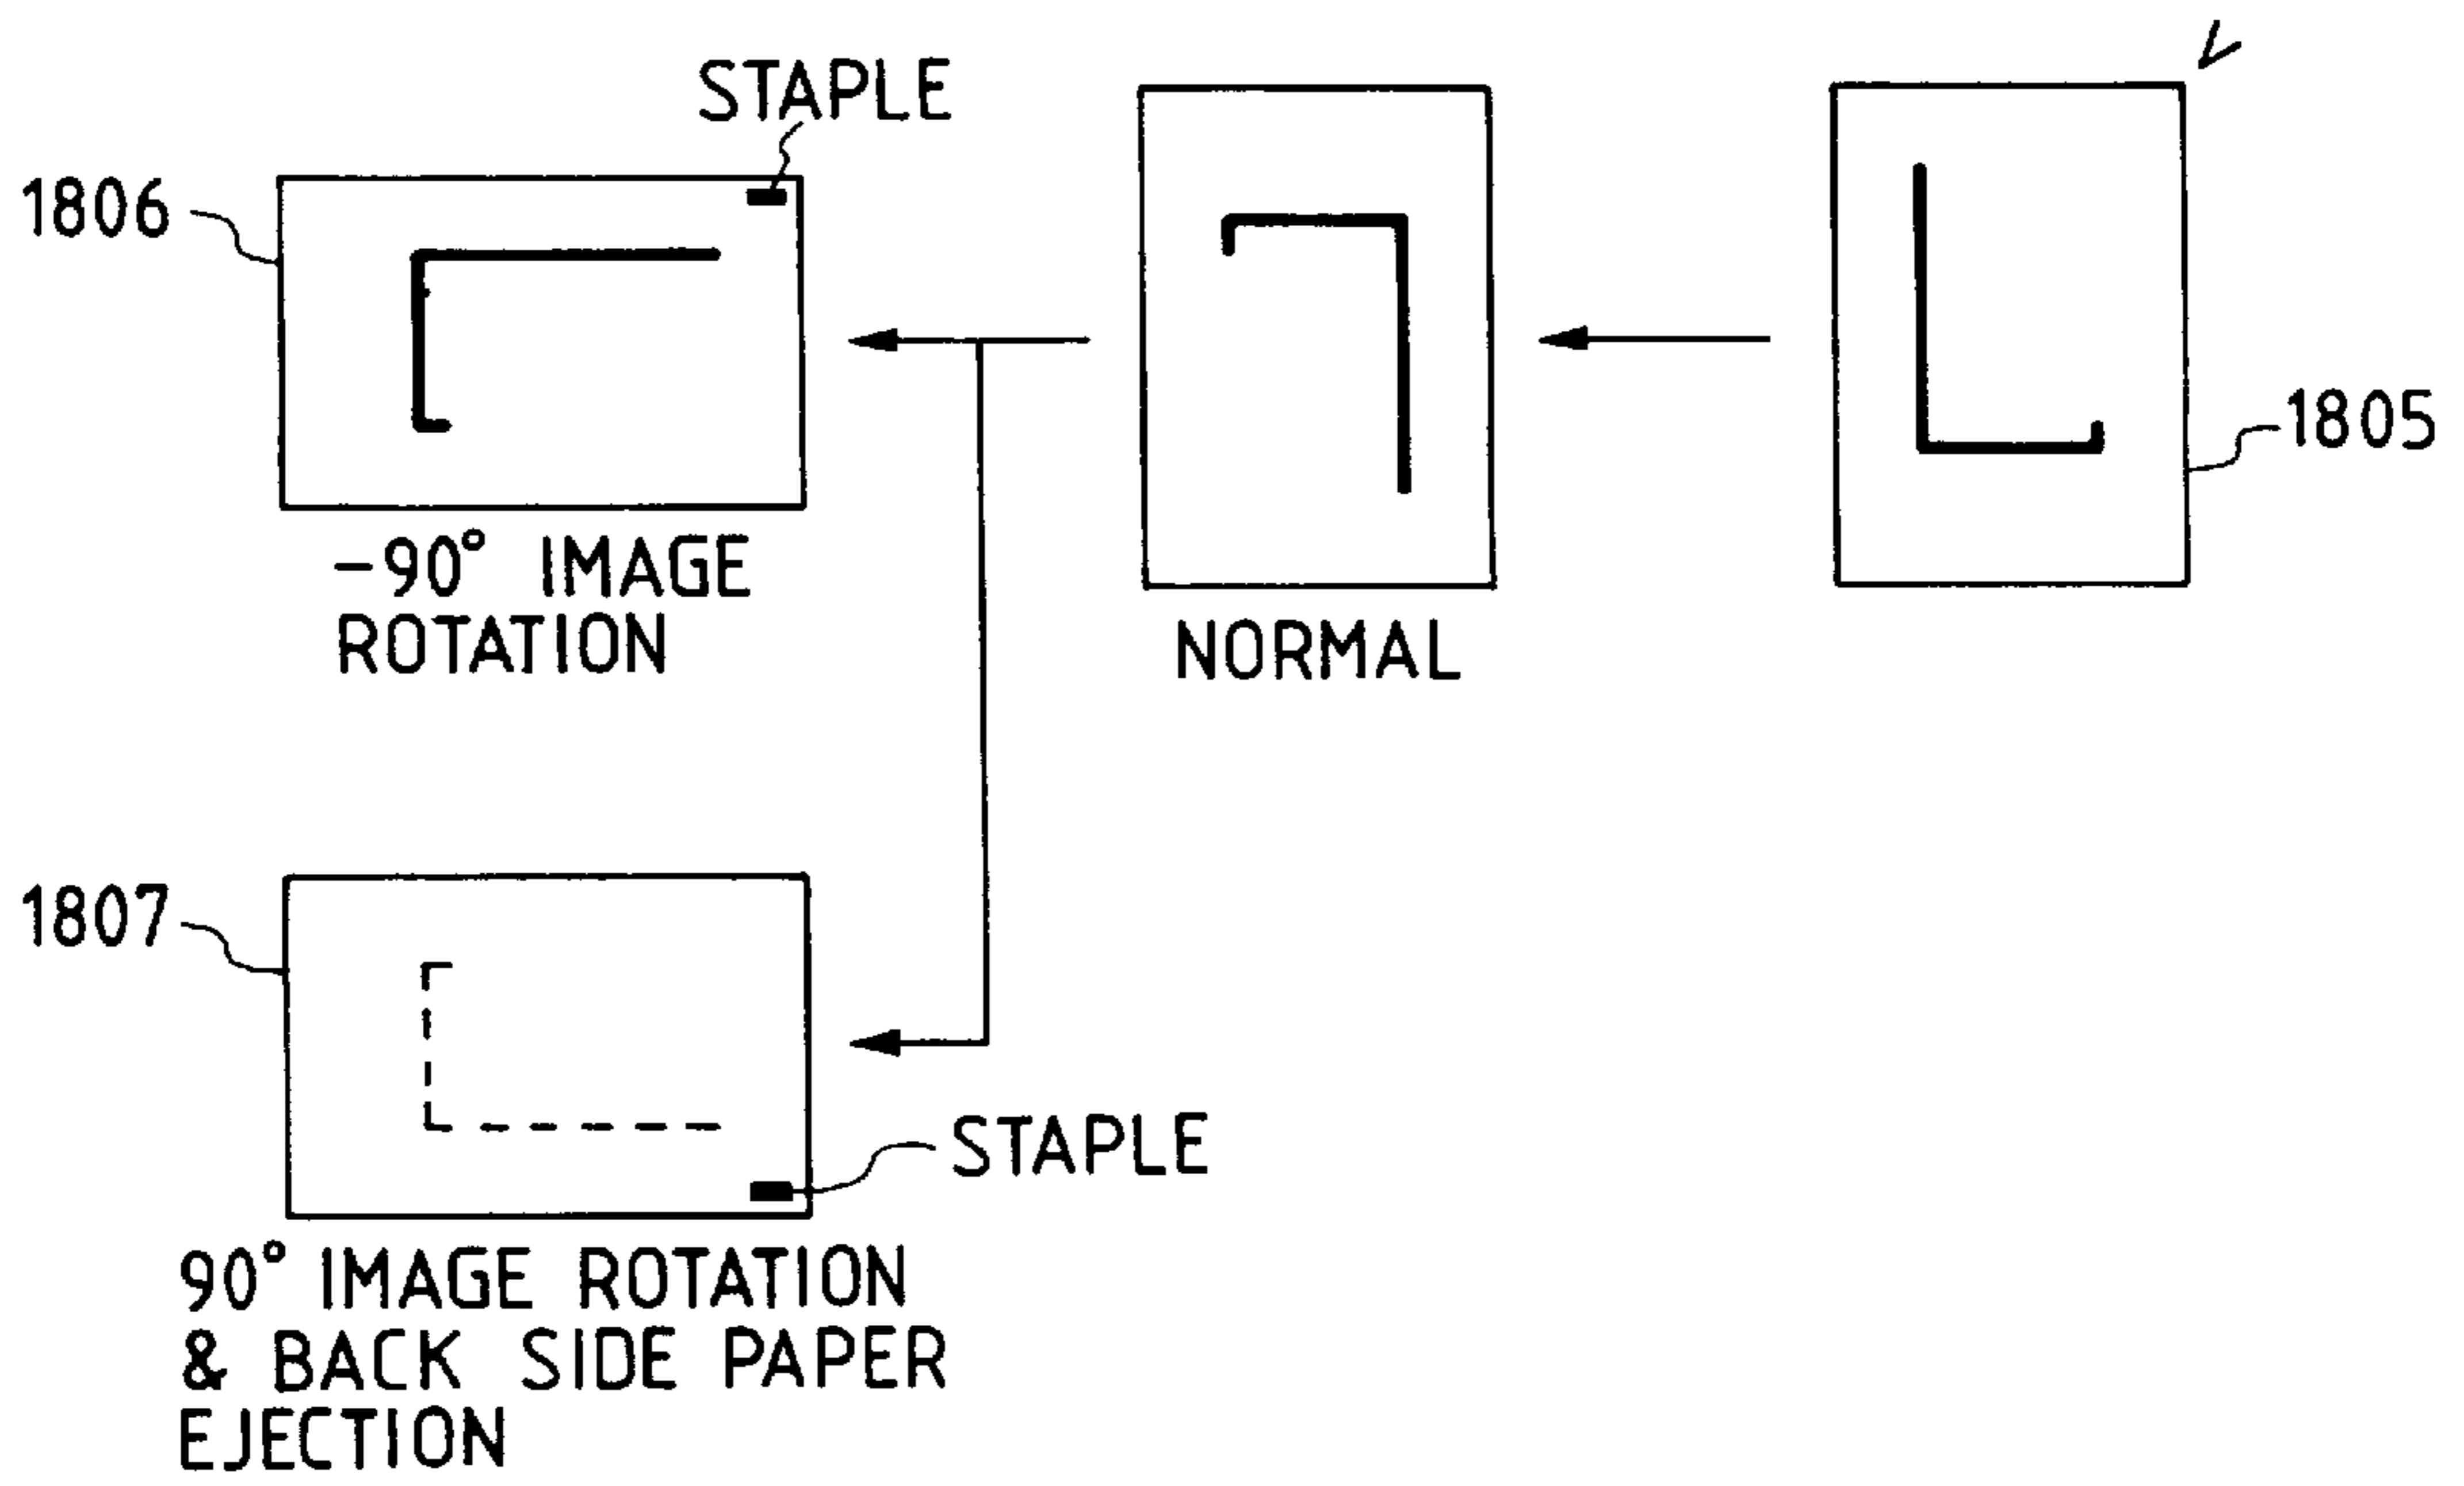 STAPLE
1806
1805
-90° IMAGE
ROTATION
NORMAL
1807
STAPLE
90° IMAGE ROTATION
& BACK SIDE PAPER
EJECTION